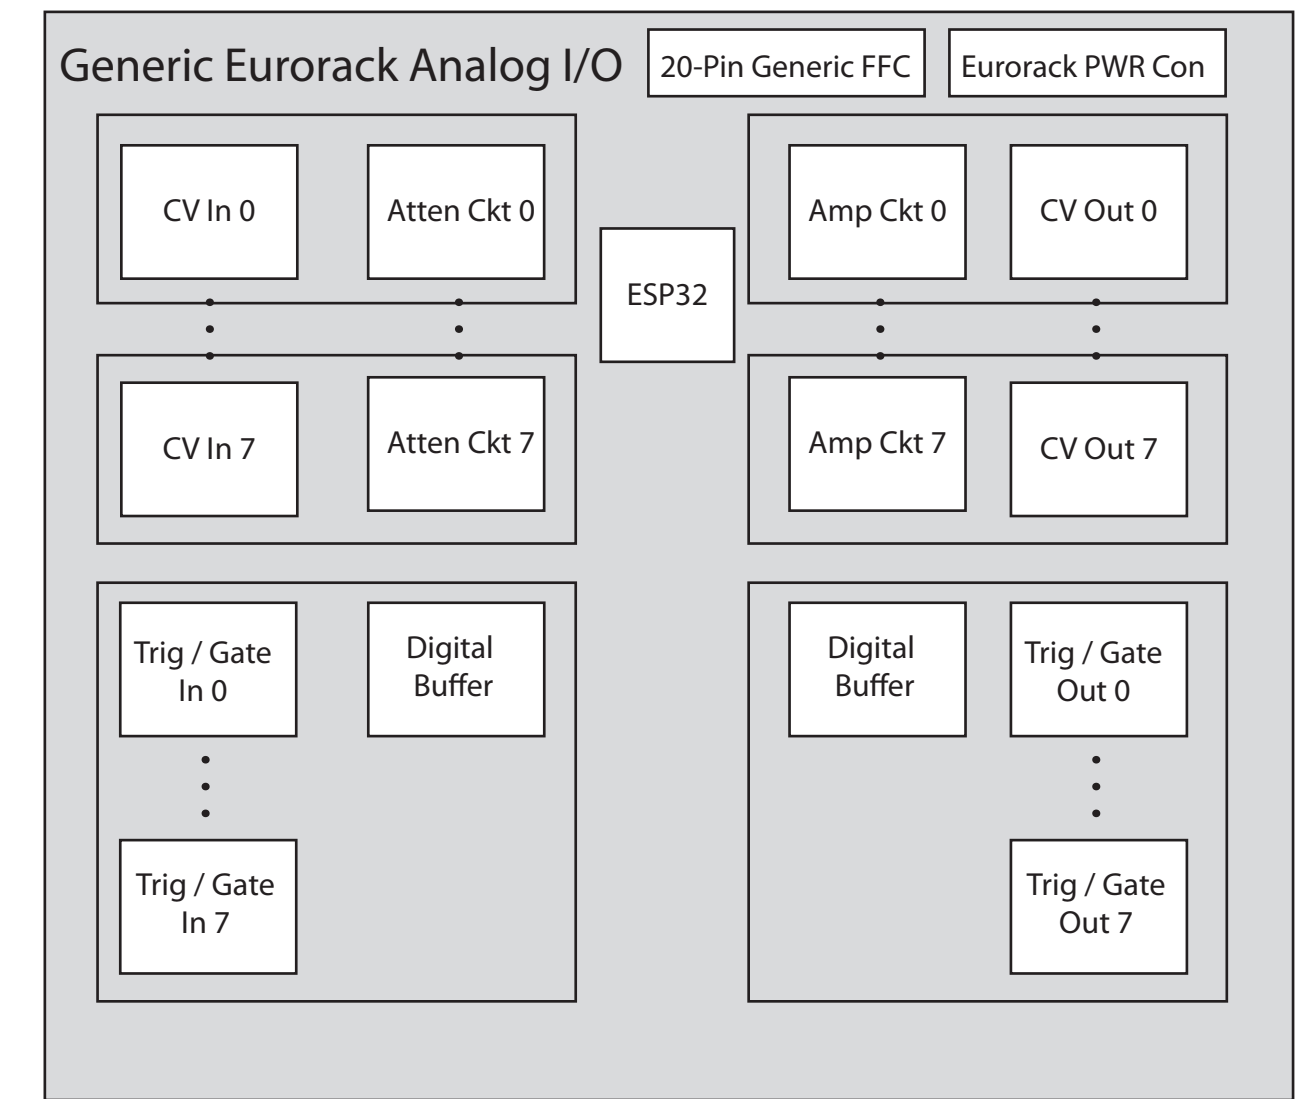 Generic Eurorack Analog I/O
20-Pin Generic FFC
Eurorack PWR Con
CV In 0
Atten Ckt 0
ESP32
Amp Ckt 0
CV Out 0
CV In 7
Atten Ckt 7
Amp Ckt 7
CV Out 7
Trig / Gate
In 0
Digital
Buffer
Digital
Buffer
Trig / Gate
Out 0
Trig / Gate
In 7
Trig / Gate
Out 7